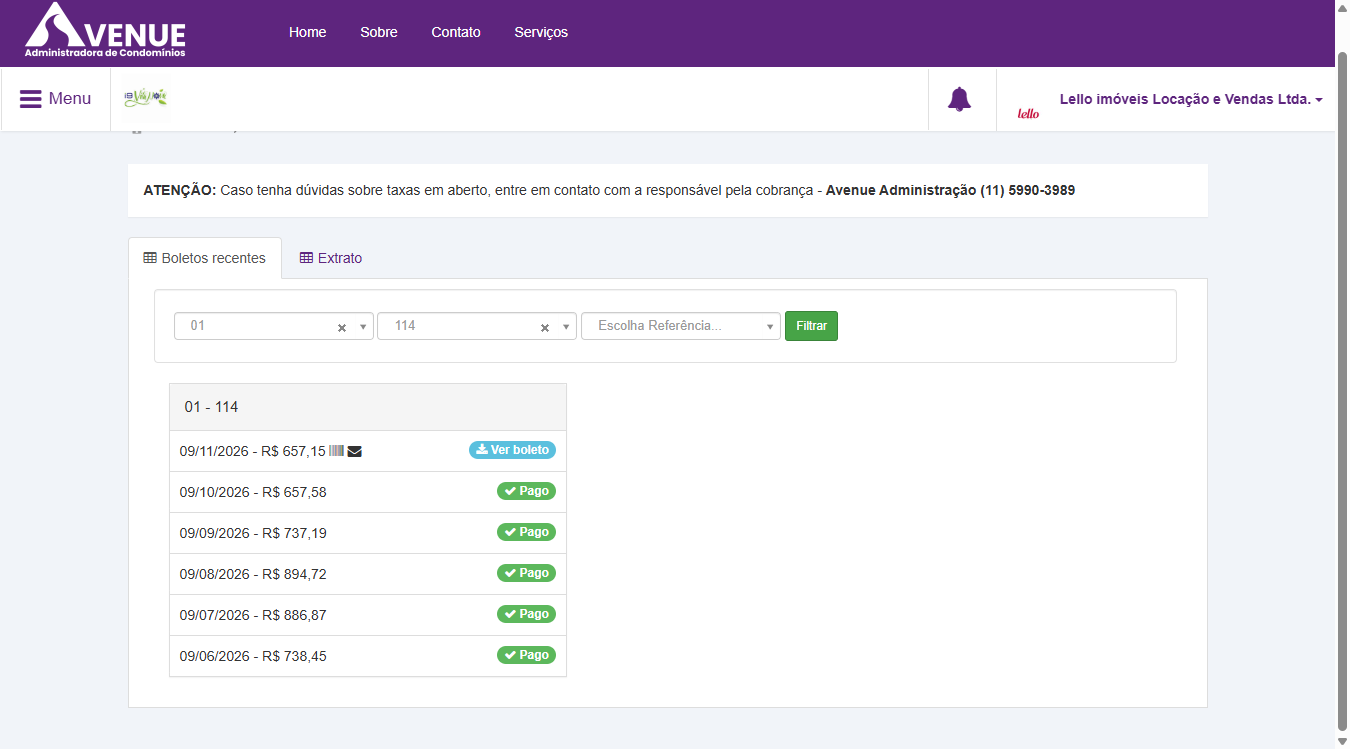 AVENUE
Administradora de Condomínios
Home
Sobre
Contato
Serviços
Menu
lello
Lello imóveis Locação e Vendas Ltda.
ATENÇÃO: Caso tenha dúvidas sobre taxas em aberto, entre em contato com a responsável pela cobrança - Avenue Administração (11) 5990-3989
Boletos recentes
Extrato
01
114
Escolha Referência...
Filtrar
01 - 114
09/11/2026 - R$ 657,15 Ver boleto
09/10/2026 - R$ 657,58 Pago
09/09/2026 - R$ 737,19 Pago
09/08/2026 - R$ 894,72 Pago
09/07/2026 - R$ 886,87 Pago
09/06/2026 - R$ 738,45 Pago